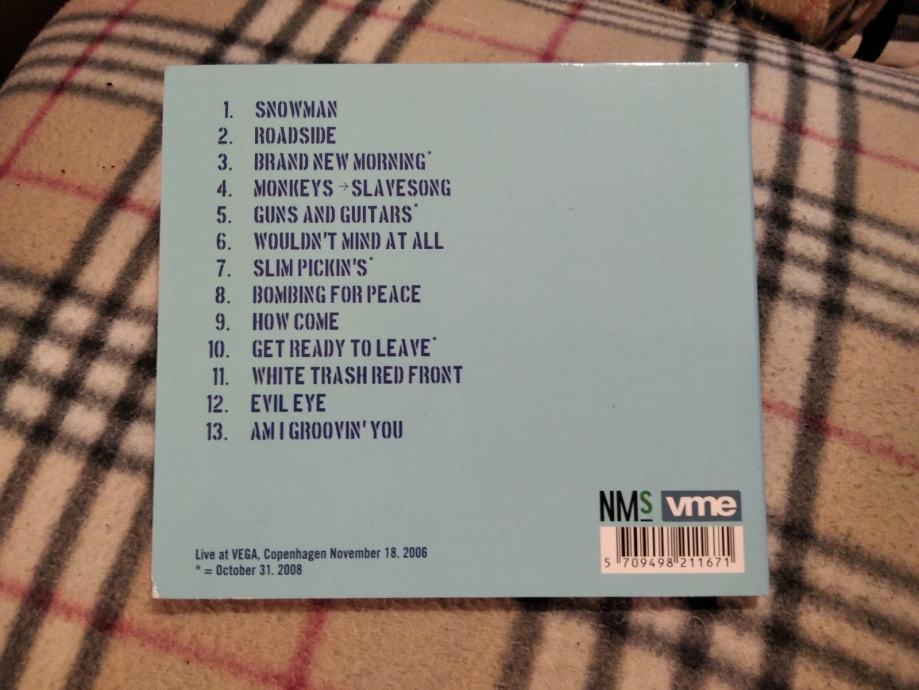 1. SNOWMAN
2. ROADSIDE
3. BRAND NEW MORNING*
4. MONKEYS → SLAVESONG
5. GUNS AND GUITARS*
6. WOULDN'T MIND AT ALL
7. SLIM PICKIN'S*
8. BOMBING FOR PEACE
9. HOW COME
10. GET READY TO LEAVE*
11. WHITE TRASH RED FRONT
12. EVIL EYE
13. AM I GROOVIN' YOU
NMS vme
Live at VEGA, Copenhagen November 18. 2006
* = October 31. 2008
5 709498 211671